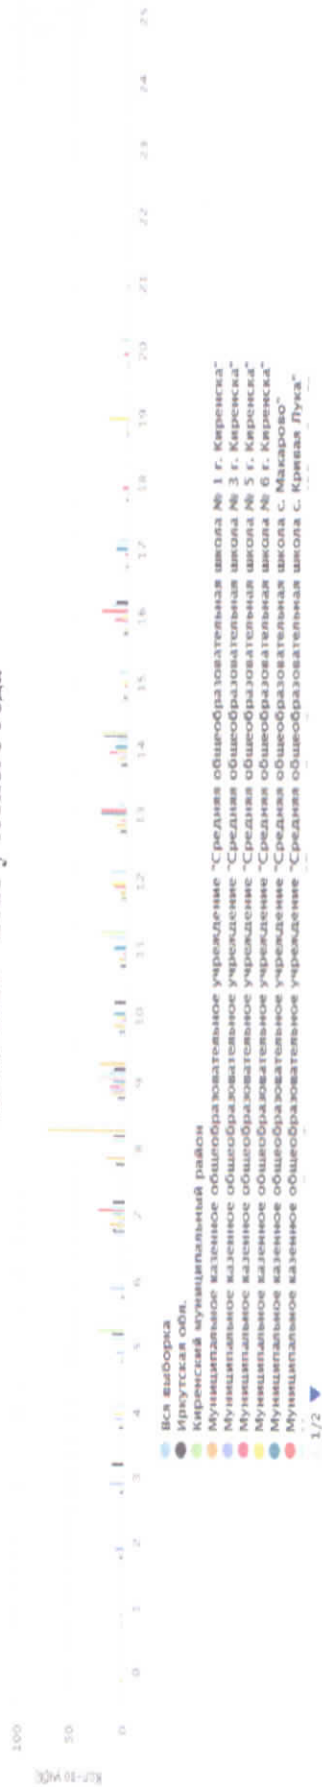 100
50
0
0 1 2 3 4 5 6 7 8 9 10 11 12 13 14 15 16 17 18 19 20 21 22 23 24 25
Вся выборка
Иркутская обл.
Киренский муниципальный район
Муниципальное казенное общеобразовательное учреждение "Средняя общеобразовательная школа № 1 г. Киренска"
Муниципальное казенное общеобразовательное учреждение "Средняя общеобразовательная школа № 3 г. Киренска"
Муниципальное казенное общеобразовательное учреждение "Средняя общеобразовательная школа № 5 г. Киренска"
Муниципальное казенное общеобразовательное учреждение "Средняя общеобразовательная школа № 6 г. Киренска"
Муниципальное казенное общеобразовательное учреждение "Средняя общеобразовательная школа с. Макарово"
Муниципальное казенное общеобразовательное учреждение "Средняя общеобразовательная школа с. Кривая Лука"
1/2